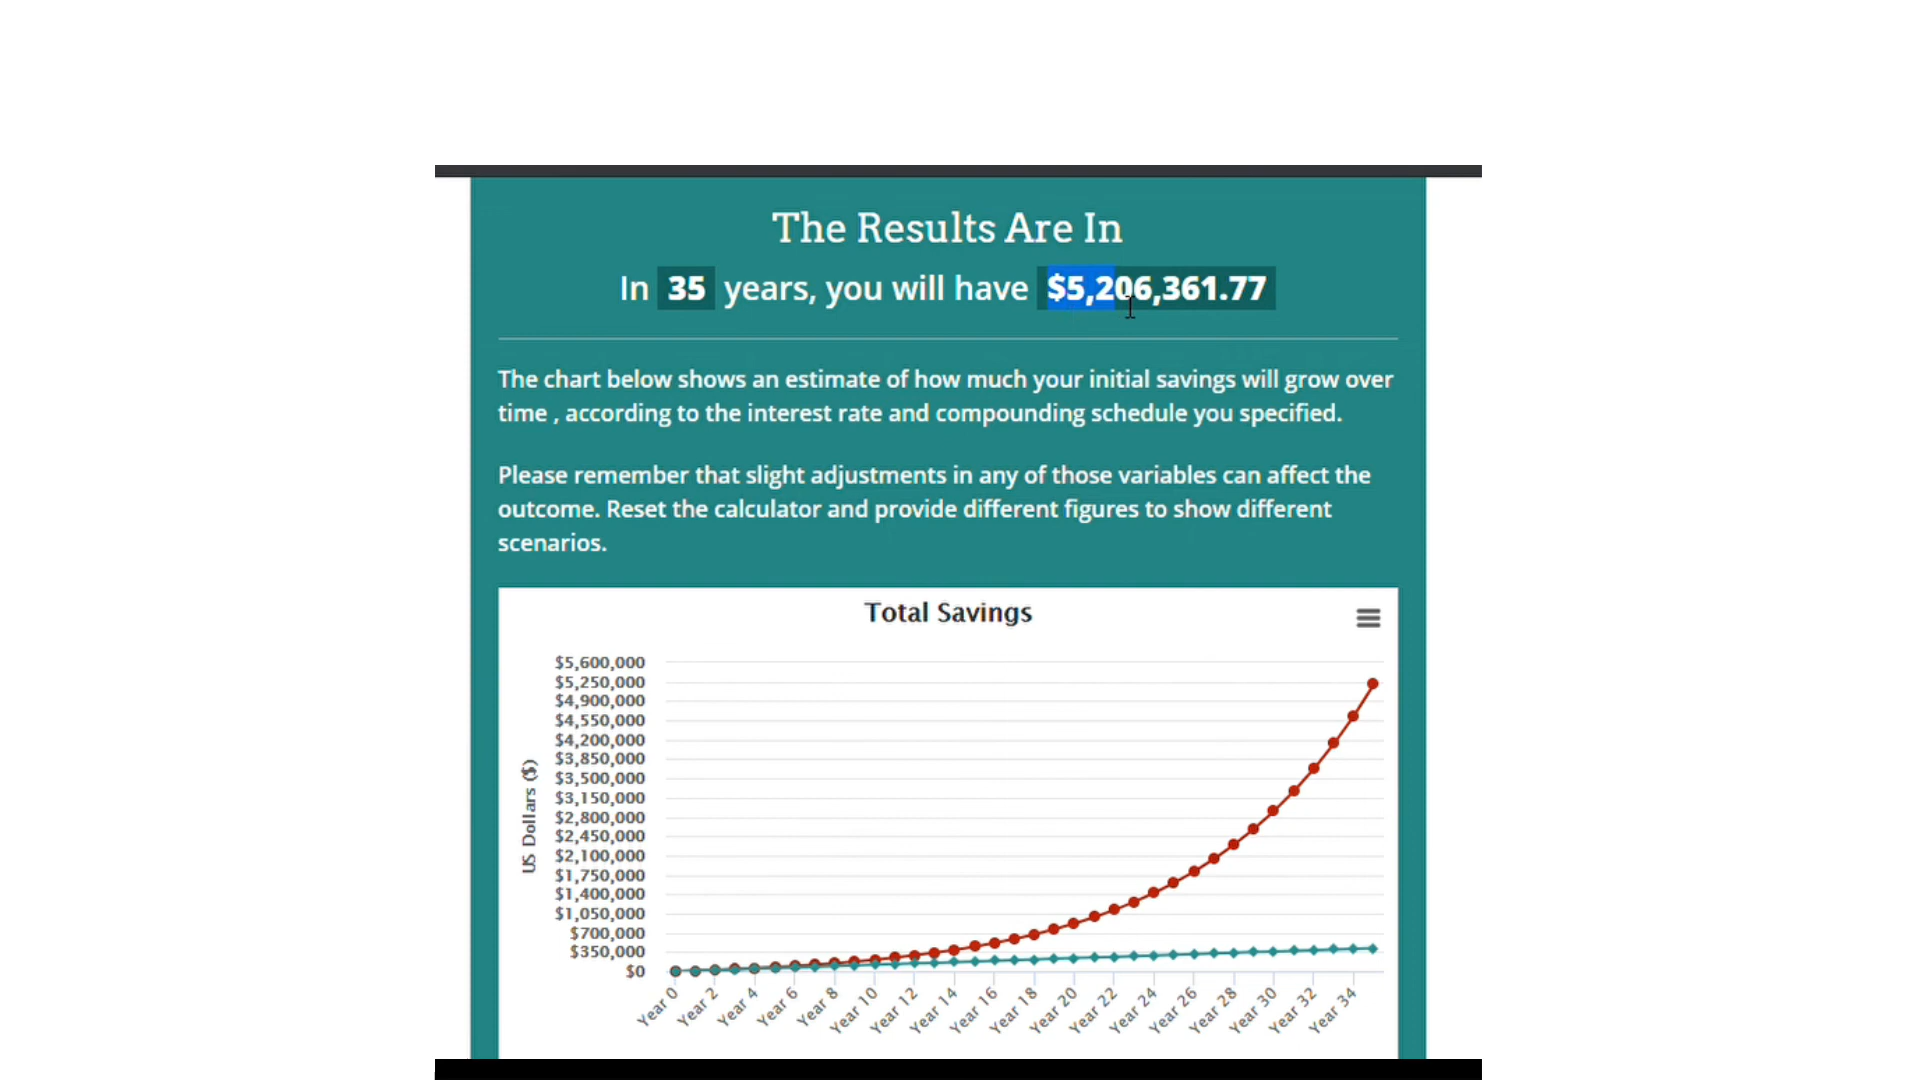 The Results Are In
In 35 years, you will have $5,206,361.77
The chart below shows an estimate of how much your initial savings will grow over
time , according to the interest rate and compounding schedule you specified.
Please remember that slight adjustments in any of those variables can affect the
outcome. Reset the calculator and provide different figures to show different
scenarios.
Total Savings
US Dollars ($)
$5,600,000
$5,250,000
$4,900,000
$4,550,000
$4,200,000
$3,850,000
$3,500,000
$3,150,000
$2,800,000
$2,450,000
$2,100,000
$1,750,000
$1,400,000
$1,050,000
$700,000
$350,000
$0
Year 0
Year 2
Year 4
Year 6
Year 8
Year 10
Year 12
Year 14
Year 16
Year 18
Year 20
Year 22
Year 24
Year 26
Year 28
Year 30
Year 32
Year 34